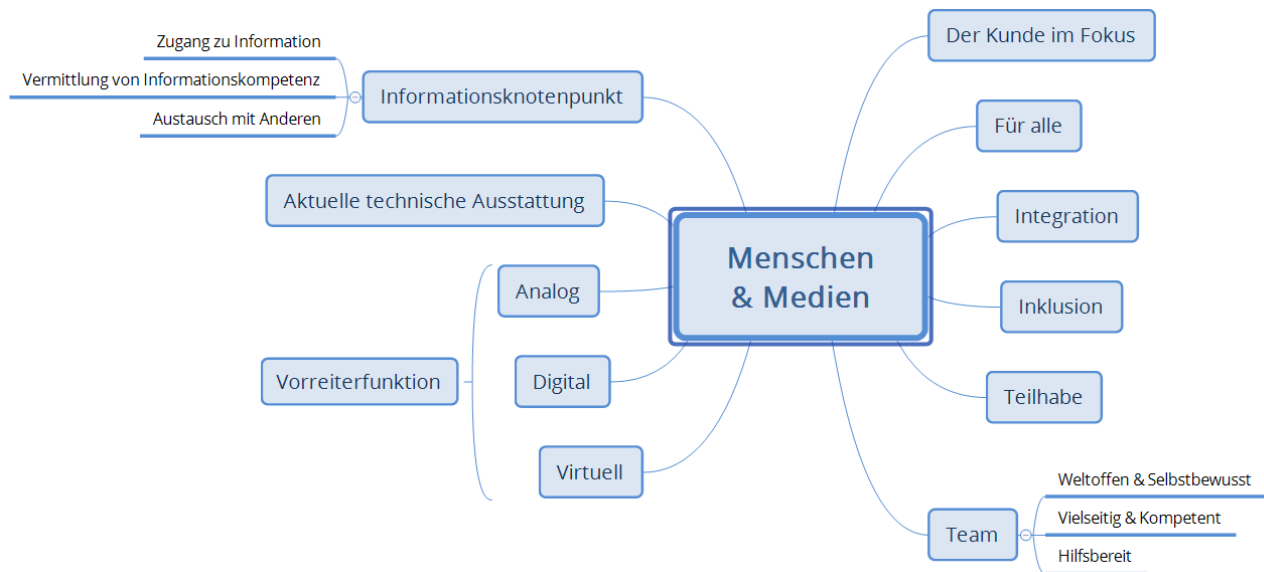 Zugang zu Information
Vermittlung von Informationskompetenz
Austausch mit Anderen
Informationsknotenpunkt
Aktuelle technische Ausstattung
Analog
Digital
Virtuell
Vorreiterfunktion
Menschen
& Medien
Der Kunde im Fokus
Für alle
Integration
Inklusion
Teilhabe
Team
Weltoffen & Selbstbewusst
Vielseitig & Kompetent
Hilfsbereit